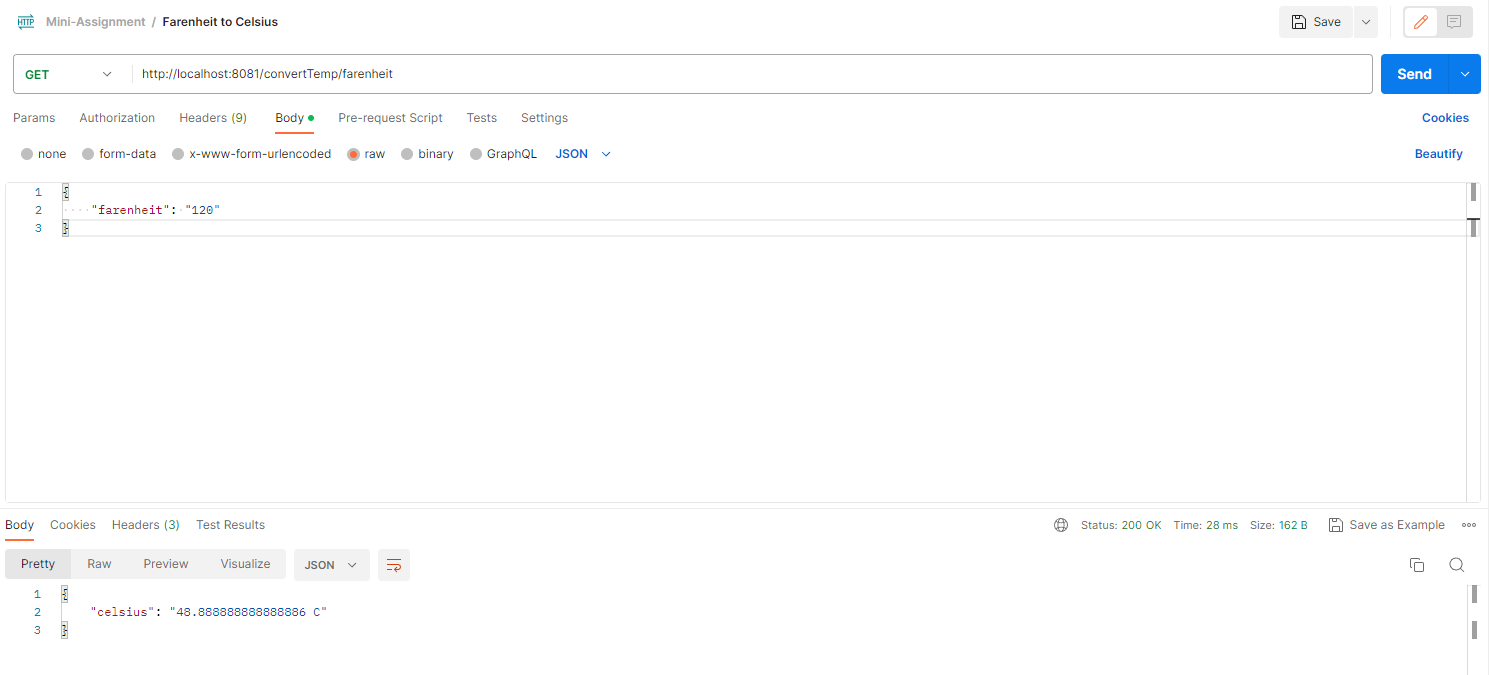 HTTP Mini-Assignment / Farenheit to Celsius Save
GET http://localhost:8081/convertTemp/farenheit Send
Params Authorization Headers (9) Body Pre-request Script Tests Settings Cookies
none form-data x-www-form-urlencoded raw binary GraphQL JSON Beautify
1 {
2 "farenheit": "120"
3 }
Body Cookies Headers (3) Test Results Status: 200 OK Time: 28 ms Size: 162 B Save as Example
Pretty Raw Preview Visualize JSON
1 {
2 "celsius": "48.888888888888886 C"
3 }